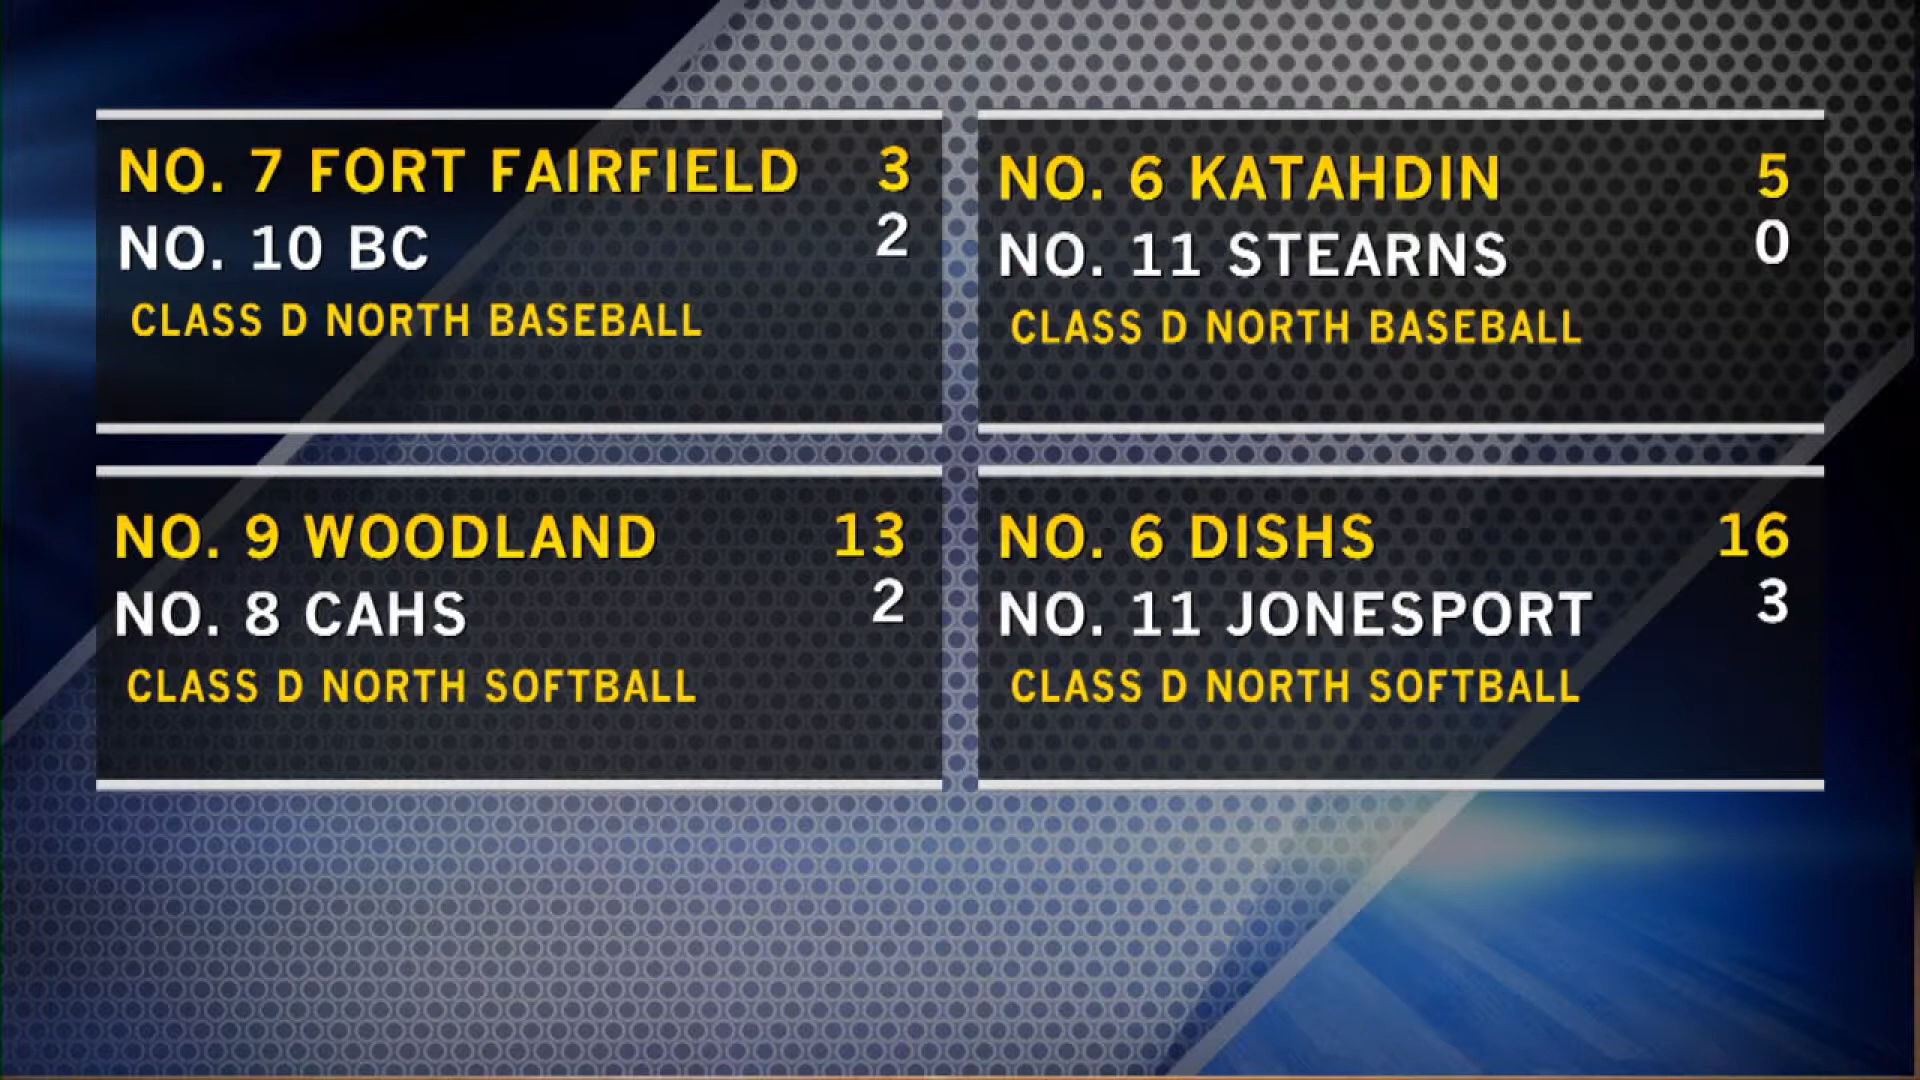 NO. 7 FORT FAIRFIELD 3
NO. 10 BC 2
CLASS D NORTH BASEBALL
NO. 6 KATAHDIN 5
NO. 11 STEARNS 0
CLASS D NORTH BASEBALL
NO. 9 WOODLAND 13
NO. 8 CAHS 2
CLASS D NORTH SOFTBALL
NO. 6 DISHS 16
NO. 11 JONESPORT 3
CLASS D NORTH SOFTBALL